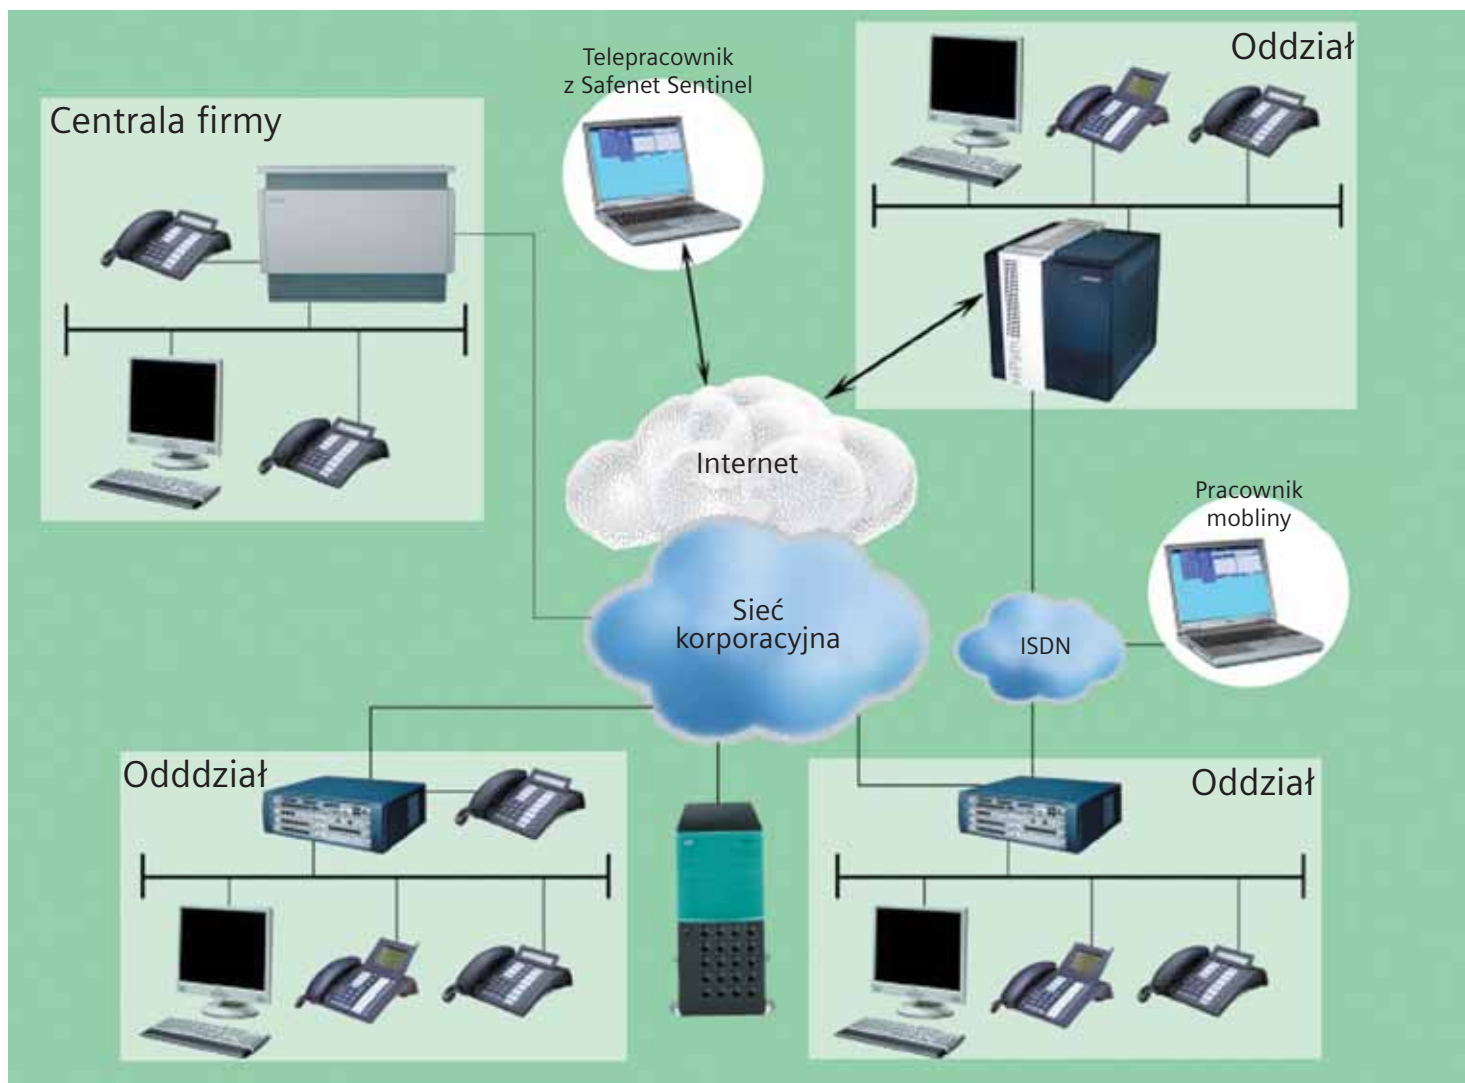 Telepracownik
z Safenet Sentinel
Oddział
Centrala firmy
Internet
Pracownik
mobliny
Sieć
korporacyjna
ISDN
Odddział
Oddział